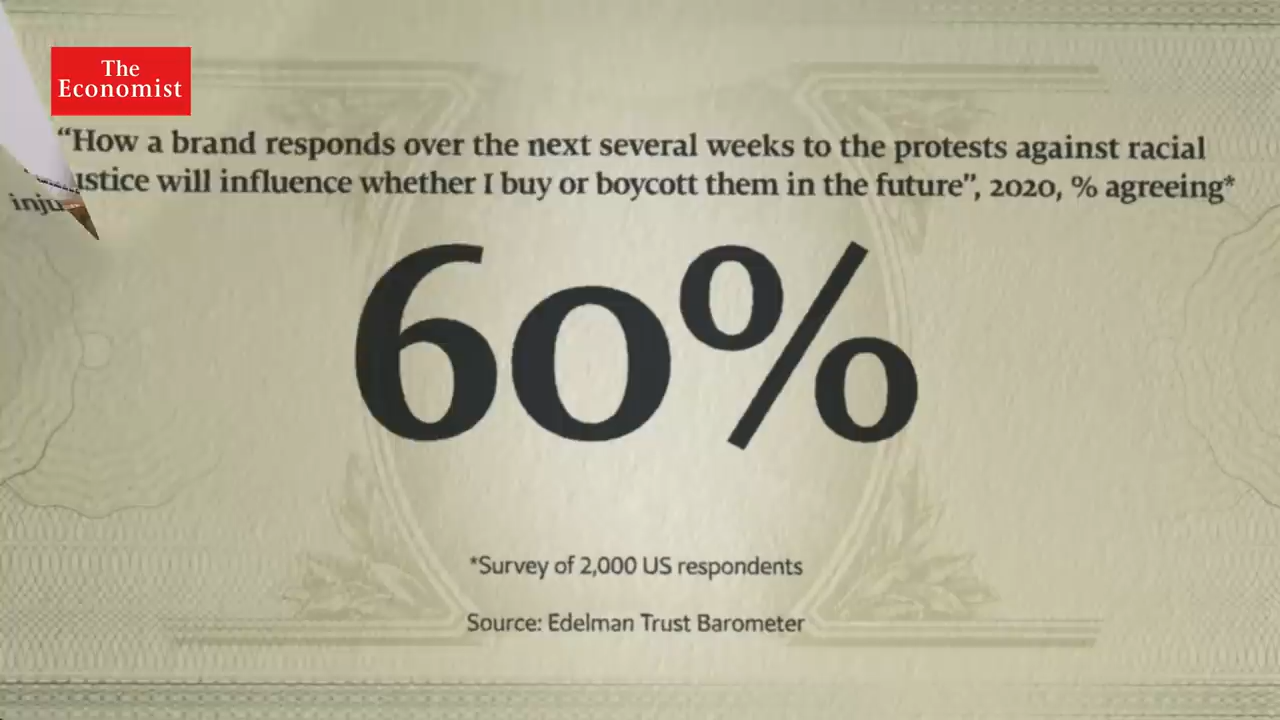 The
Economist
“How a brand responds over the next several weeks to the protests against racial
injustice will influence whether I buy or boycott them in the future”, 2020, % agreeing*
60%
*Survey of 2,000 US respondents
Source: Edelman Trust Barometer